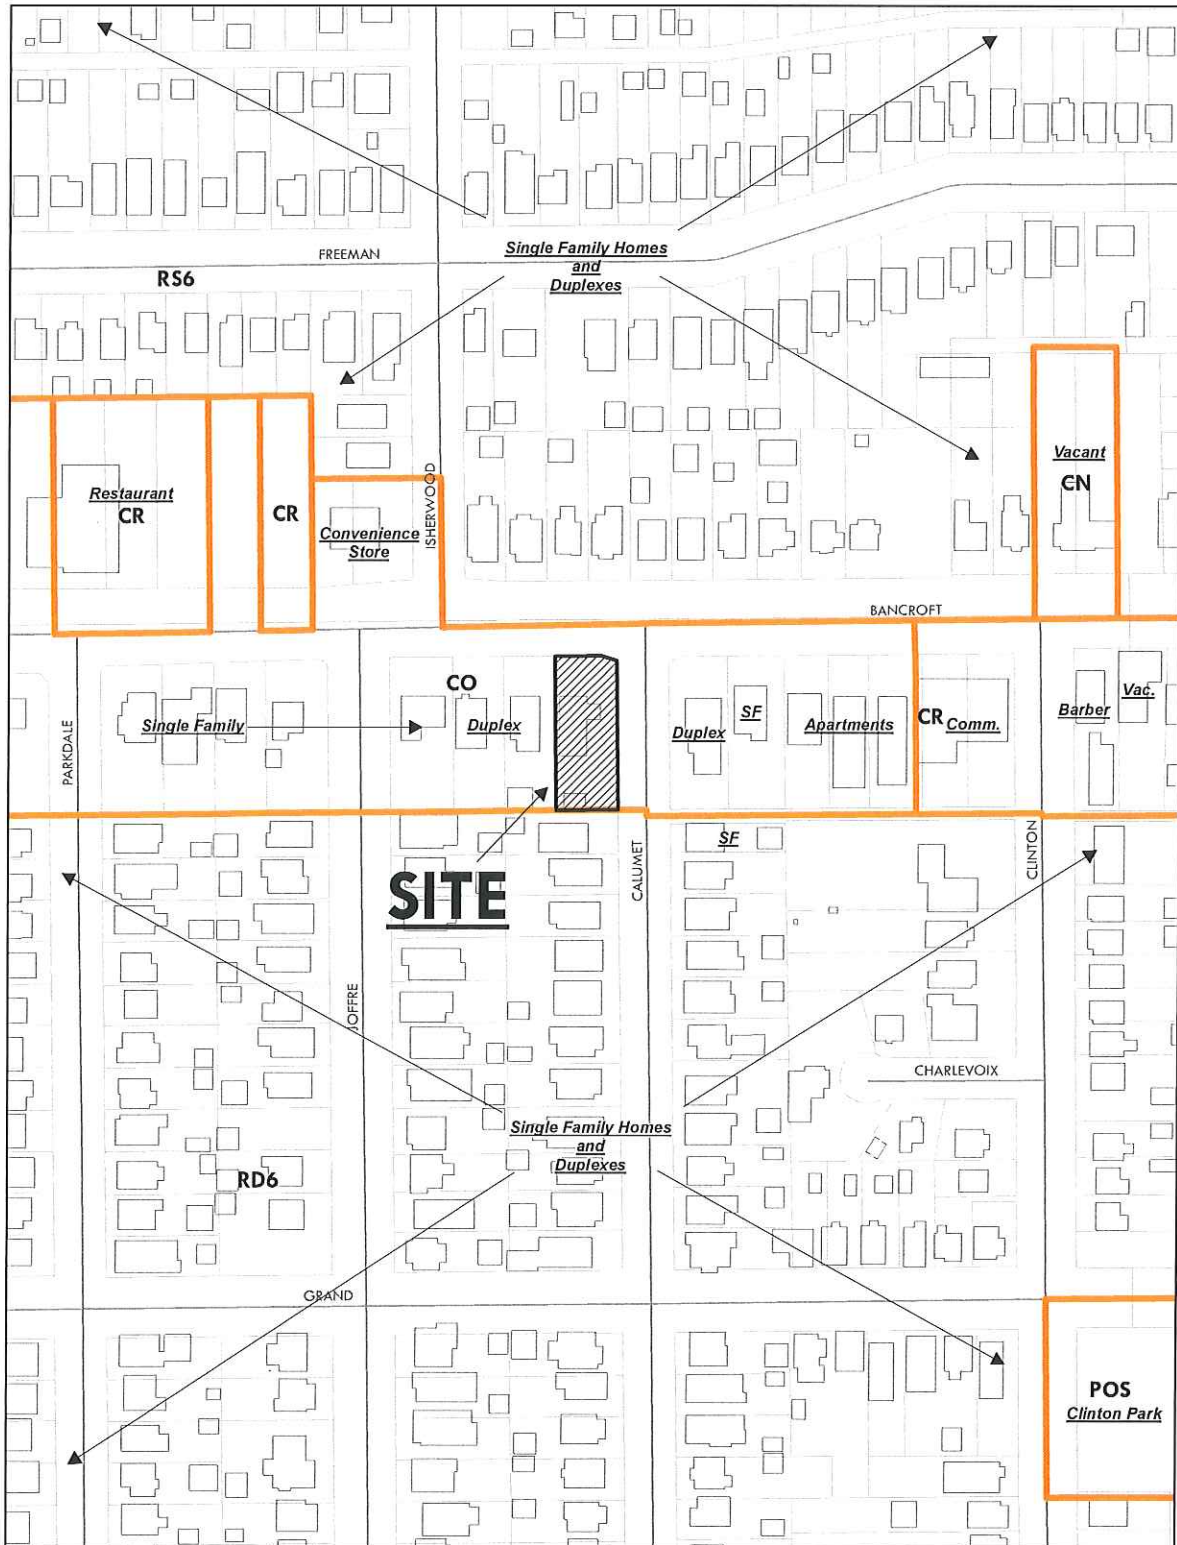 FREEMAN
Single Family Homes
and
Duplexes
RS6
Restaurant
CR
CR
Convenience
Store
ISHERWOOD
Vacant
CN
BANCROFT
PARKDALE
Single Family
CO
Duplex
Duplex
SF
Apartments
CR
Comm.
Barber
Vac.
SITE
JOFFRE
CALUMET
SF
CLINTON
CHARLEVOIX
Single Family Homes
and
Duplexes
RD6
GRAND
POS
Clinton Park